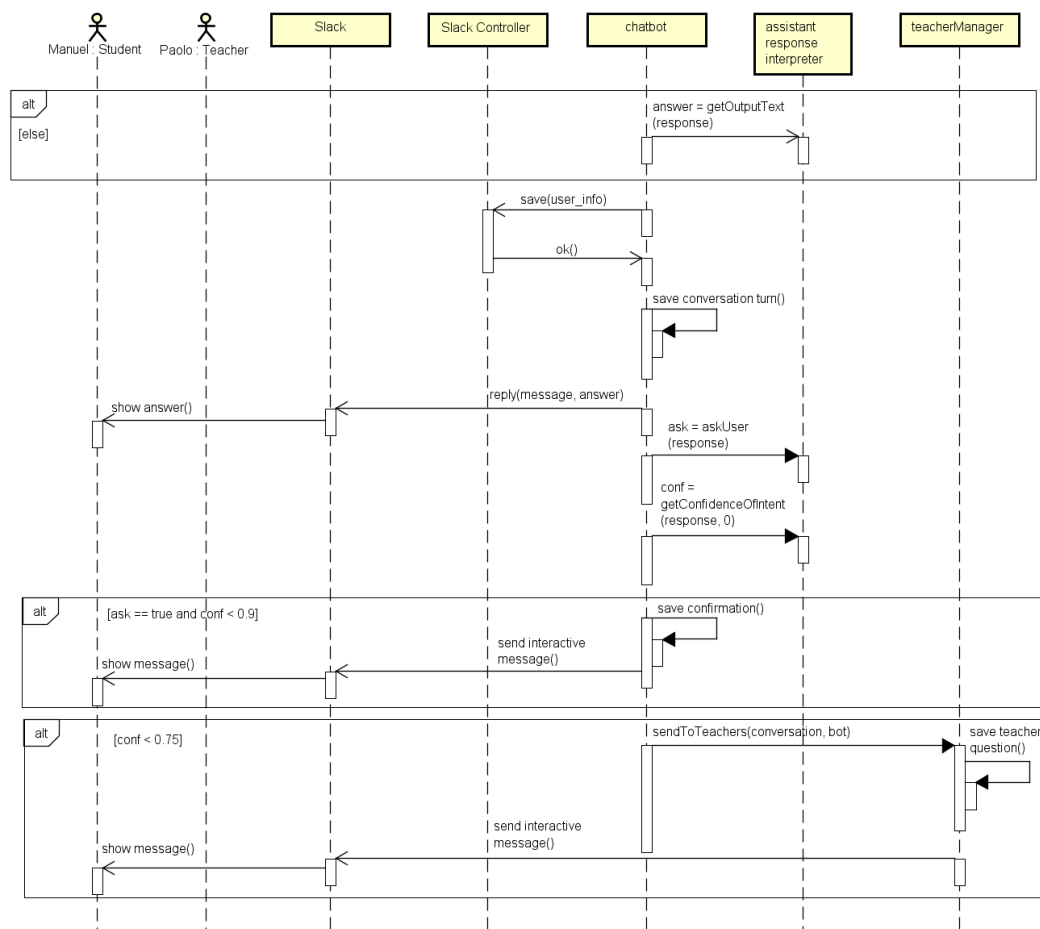 Manuel : Student
Paolo : Teacher
Slack
Slack Controller
chatbot
assistant
response
interpreter
teacherManager
alt
[else]
answer = getOutputText
(response)
save(user_info)
ok()
save conversation turn()
reply(message, answer)
show answer()
ask = askUser
(response)
conf =
getConfidenceOfIntent
(response, 0)
alt
[ask == true and conf < 0.9]
save confirmation()
send interactive
message()
show message()
alt
[conf < 0.75]
sendToTeachers(conversation, bot)
save teacher
question()
send interactive
message()
show message()